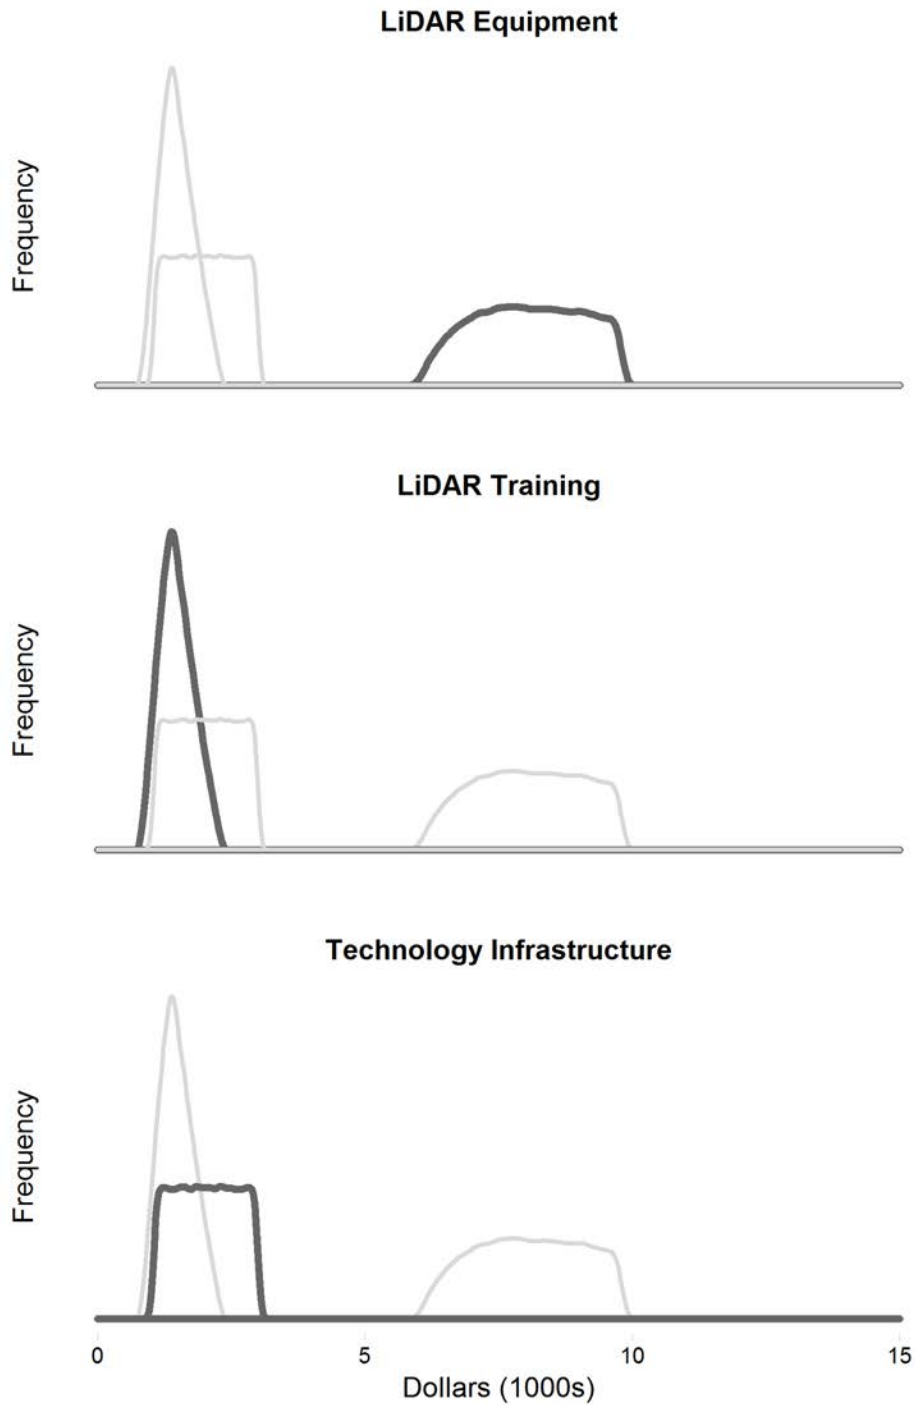 LiDAR Equipment
Frequency
LiDAR Training
Frequency
Technology Infrastructure
Frequency
0 5 10 15
Dollars (1000s)